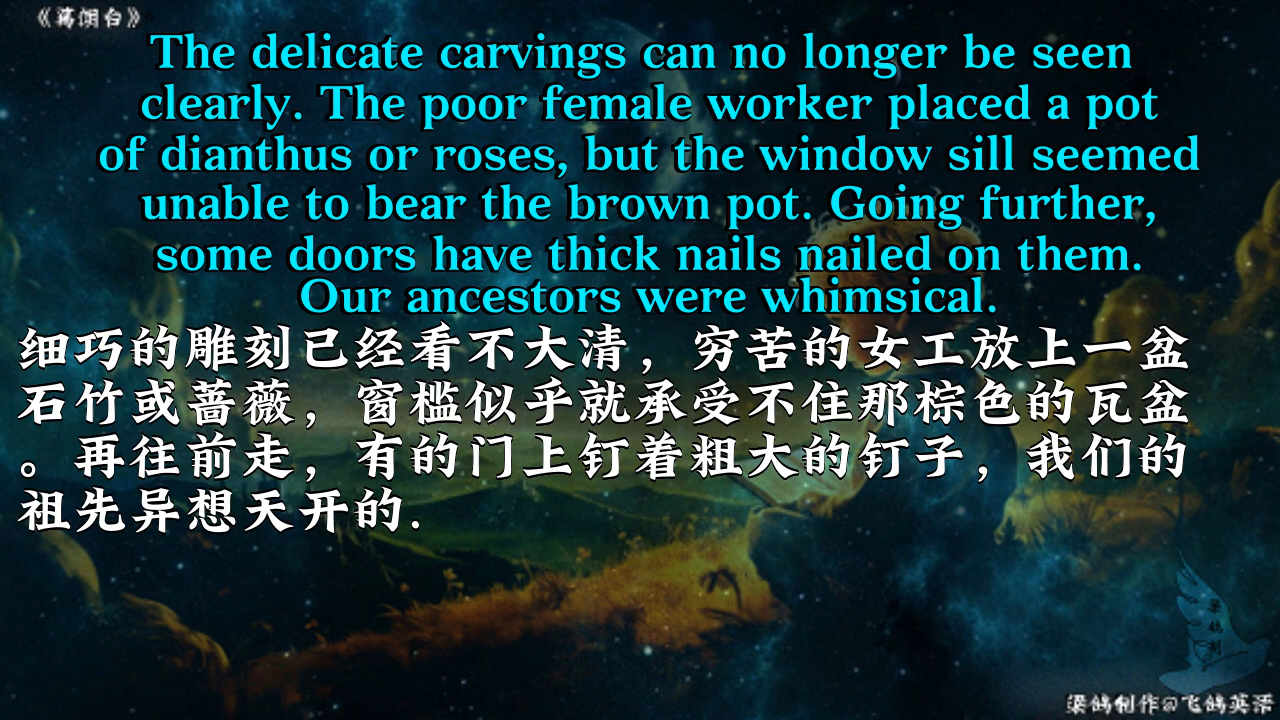 The delicate carvings can no longer be seen
clearly. The poor female worker placed a pot
of dianthus or roses, but the window sill seemed
unable to bear the brown pot. Going further,
some doors have thick nails nailed on them.
Our ancestors were whimsical.
细巧的雕刻已经看不大清，穷苦的女工放上一盆
石竹或蔷薇，窗槛似乎就承受不住那棕色的瓦盆
。再往前走，有的门上钉着粗大的钉子，我们的
祖先异想天开的.
梁鸽制作@飞鸽英语